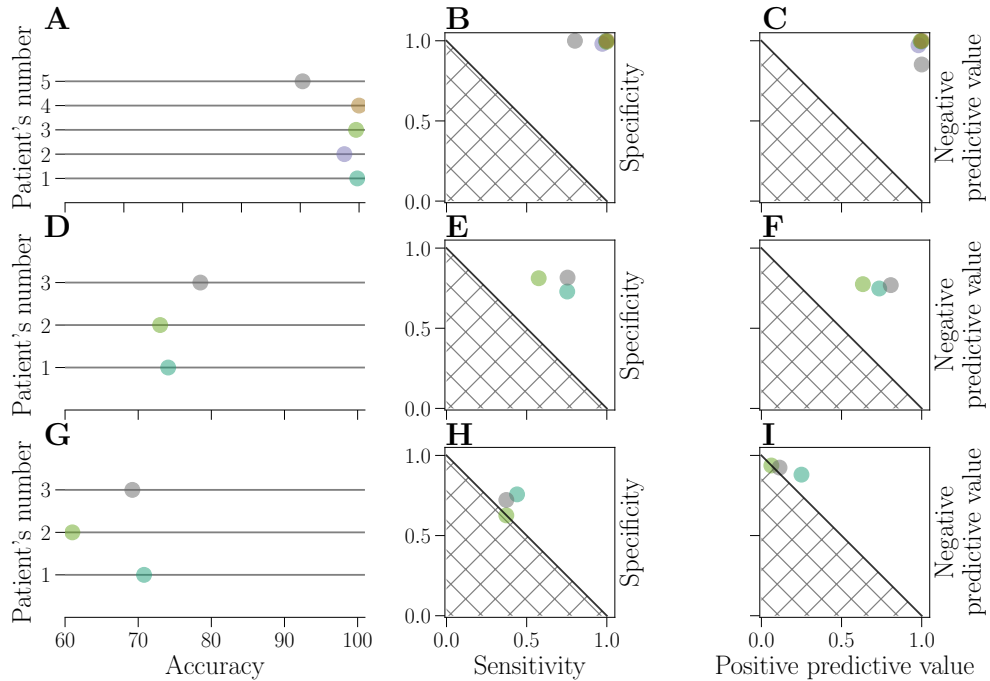 A
B
C
Patient's number
5
4
3
2
1
1.0
0.5
0.0
Specificity
Negative
predictive value
D
E
F
Patient's number
3
2
1
1.0
0.5
0.0
Specificity
Negative
predictive value
G
H
I
Patient's number
3
2
1
1.0
0.5
0.0
Specificity
Negative
predictive value
60 70 80 90 100
0.0 0.5 1.0
0.0 0.5 1.0
Accuracy
Sensitivity
Positive predictive value